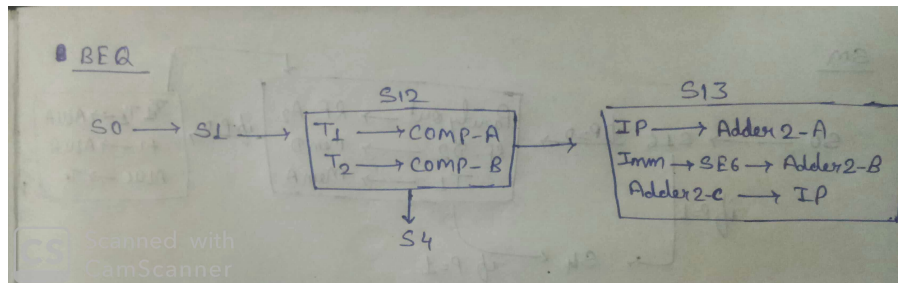 BEQ
S12
S13
S0 → S1 →
T1 → COMP-A
T2 → COMP-B
→
IP → Adder2-A
Imm → SE6 → Adder2-B
Adder2-C → IP
↓
S4
CS
Scanned with
CamScanner